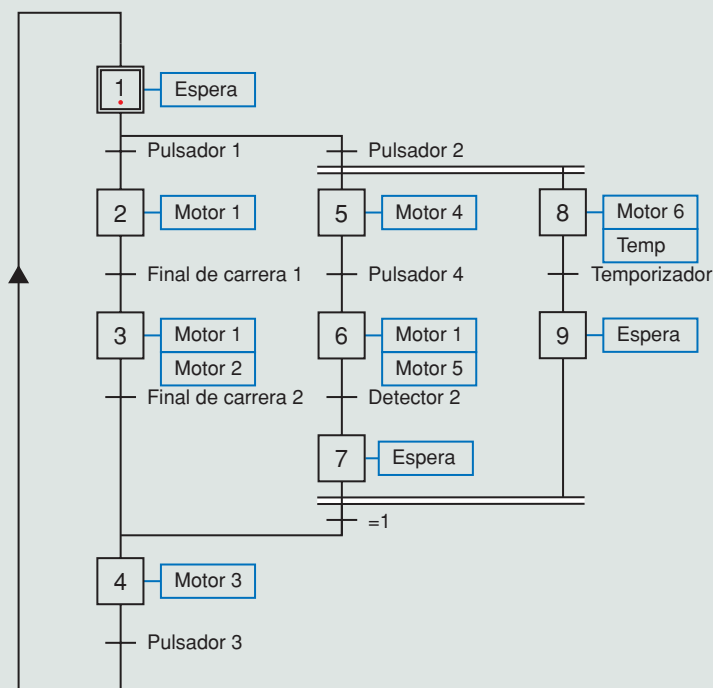 1 Espera
Pulsador 1 Pulsador 2
2 Motor 1 5 Motor 4 8 Motor 6
Temp
Final de carrera 1 Pulsador 4 Temporizador
3 Motor 1 6 Motor 1 9 Espera
Motor 2 Motor 5
Final de carrera 2 Detector 2
7 Espera
=1
4 Motor 3
Pulsador 3